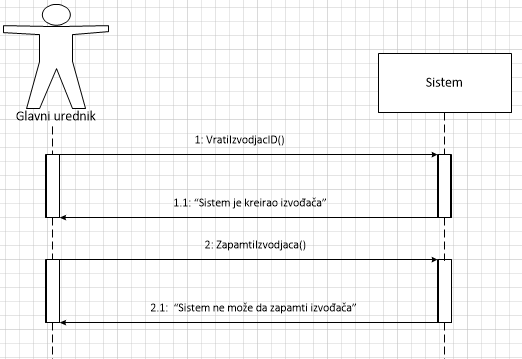 Sistem
Glavni urednik
1: VratiIzvodjacID()
1.1: “Sistem je kreirao izvođača”
2: ZapamtiIzvodjaca()
2.1: “Sistem ne može da zapamti izvođača”